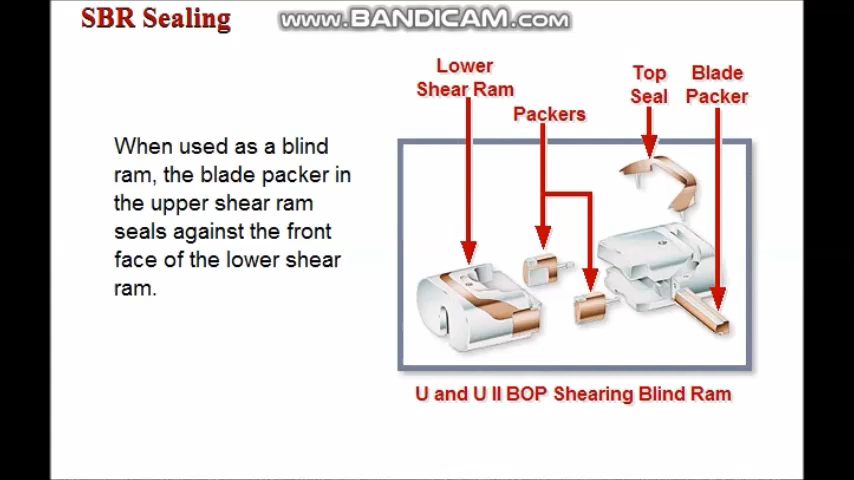 SBR Sealing
www.BANDICAM.com
Lower
Shear Ram
Packers
Top
Seal
Blade
Packer
When used as a blind
ram, the blade packer in
the upper shear ram
seals against the front
face of the lower shear
ram.
U and U II BOP Shearing Blind Ram